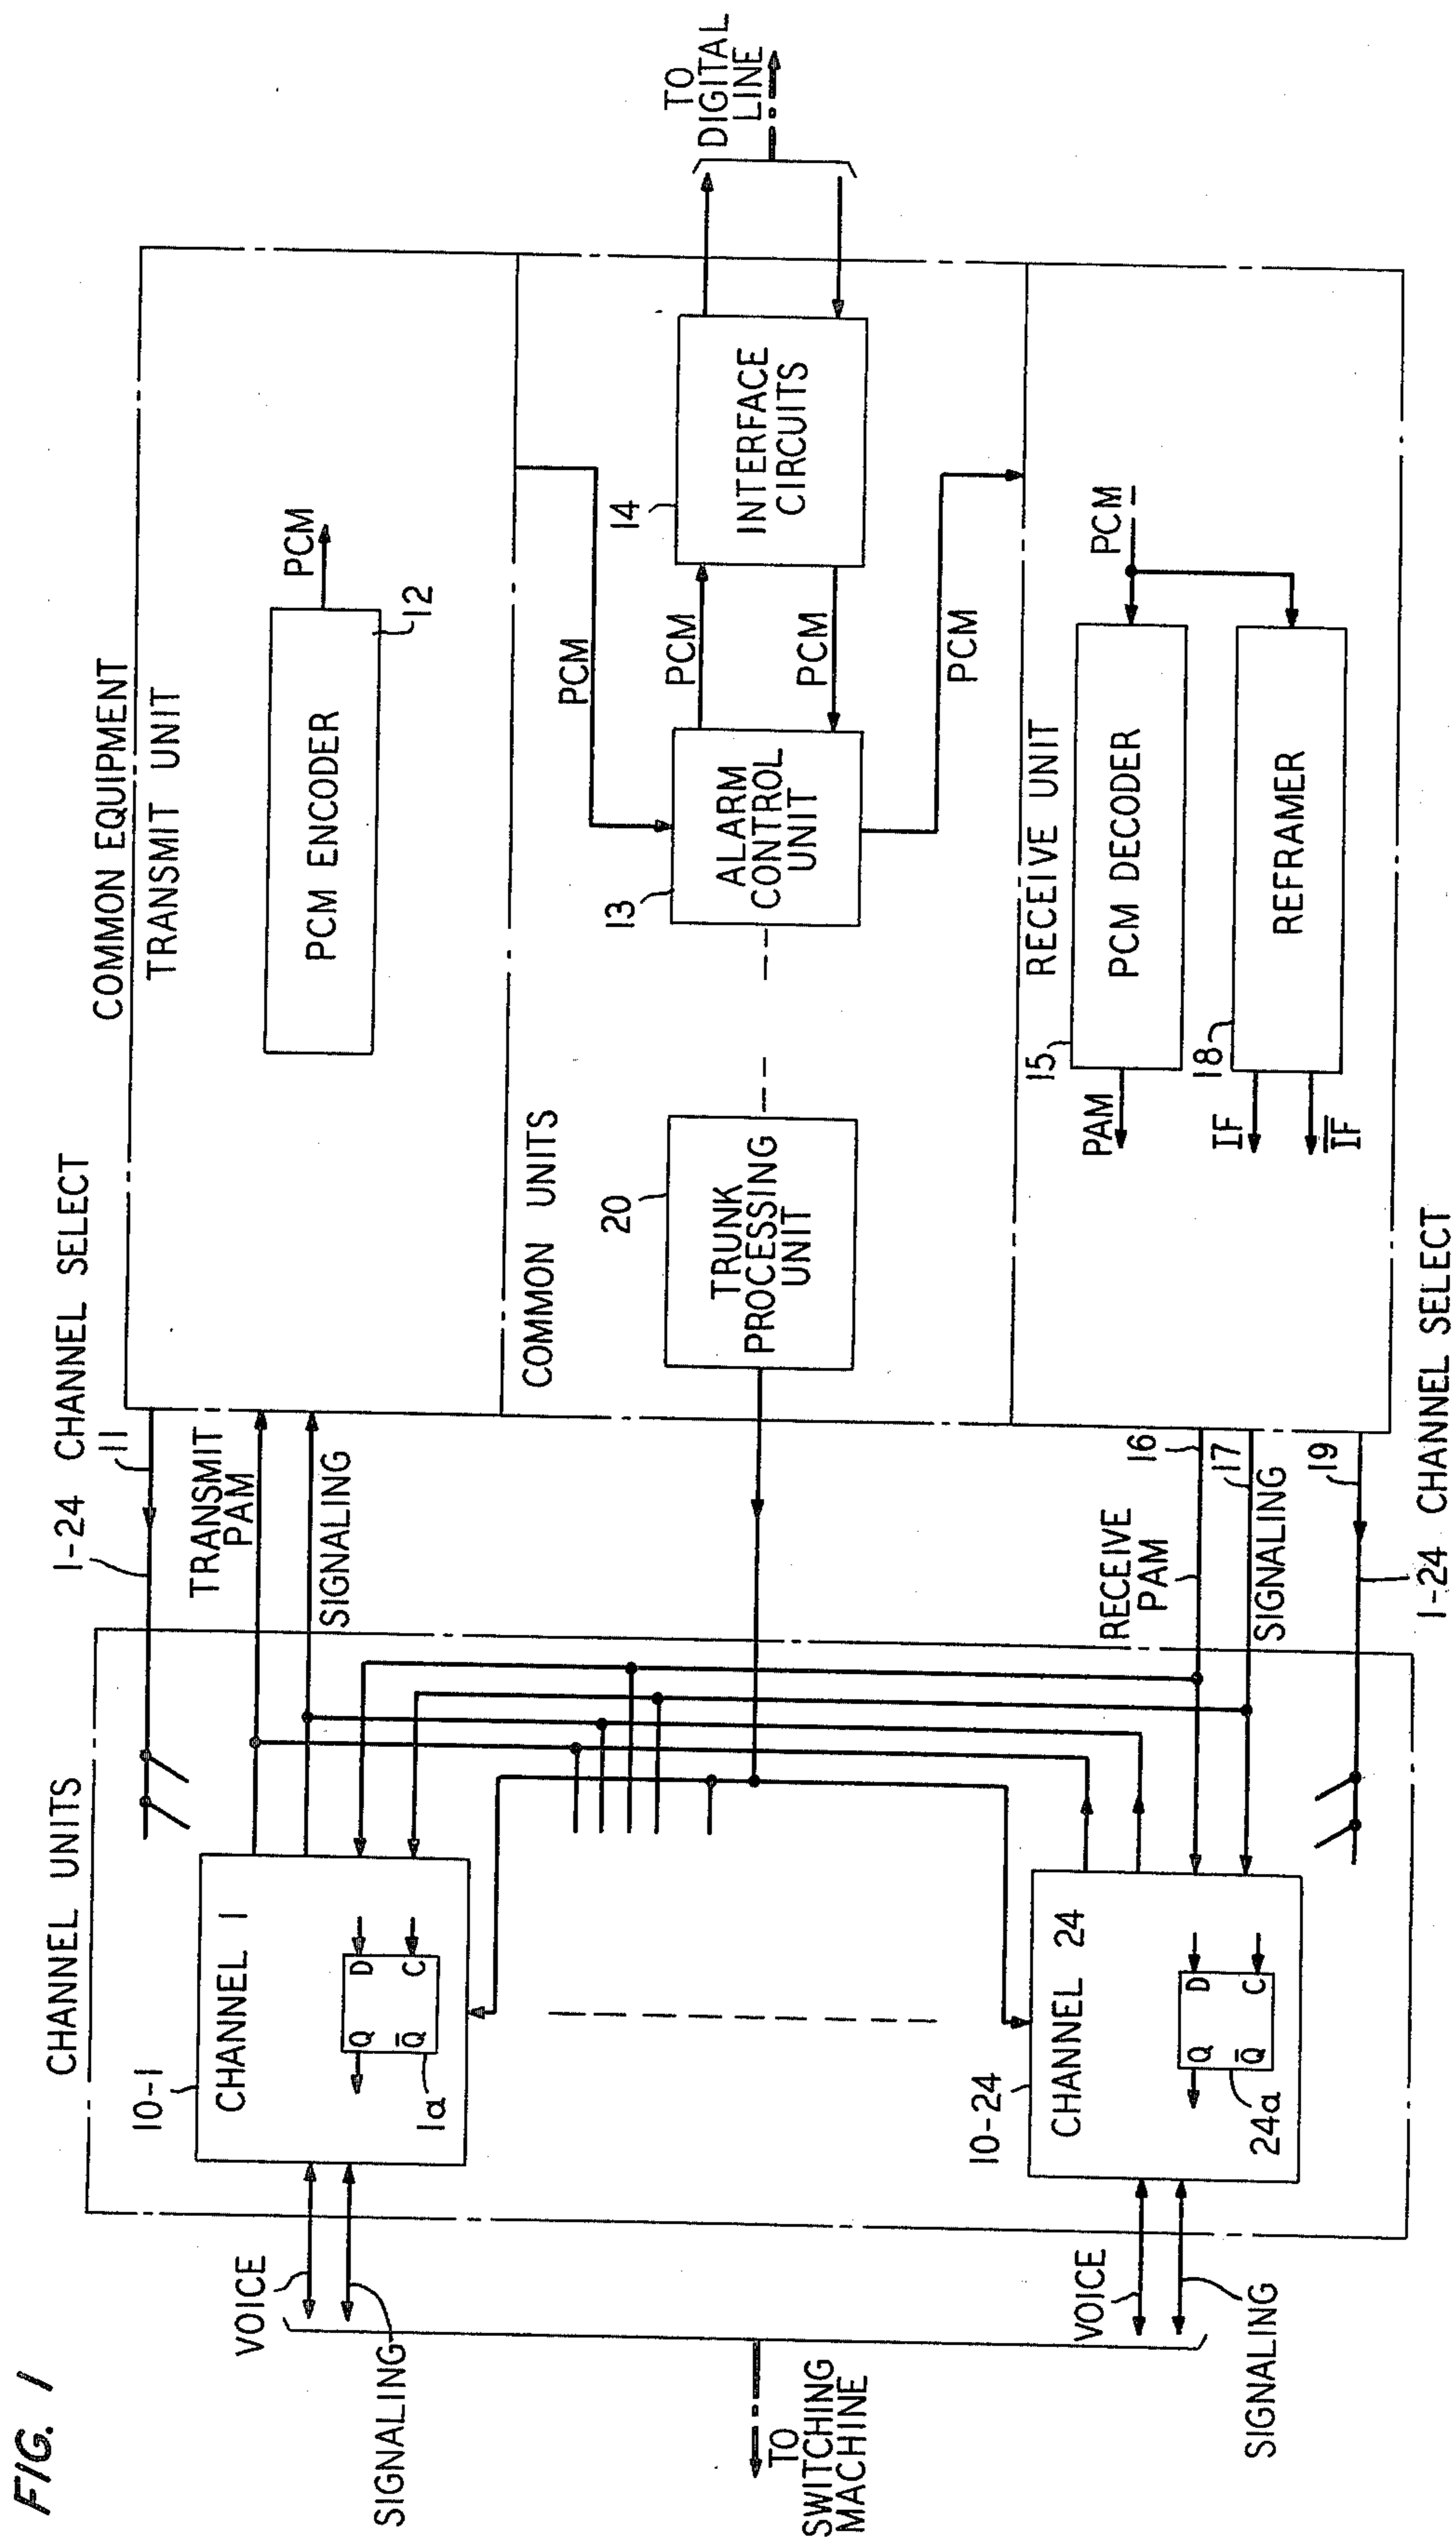 FIG. 1
COMMON EQUIPMENT
TRANSMIT UNIT
1-24 CHANNEL SELECT
11
CHANNEL UNITS
TRANSMIT
PAM
SIGNALING
PCM ENCODER
12
PCM
TO
DIGITAL
LINE
10-1
CHANNEL 1
Q
D
Q̅
C
1a
VOICE
SIGNALING
COMMON UNITS
20
TRUNK
PROCESSING
UNIT
13
ALARM
CONTROL
UNIT
PCM
PCM
PCM
PCM
14
INTERFACE
CIRCUITS
TO
SWITCHING
MACHINE
10-24
CHANNEL 24
Q
D
Q̅
C
24a
VOICE
SIGNALING
RECEIVE
PAM
16
17
SIGNALING
19
1-24 CHANNEL SELECT
RECEIVE UNIT
15
PCM DECODER
PAM
PCM
18
REFRAMER
IF
I̅F̅